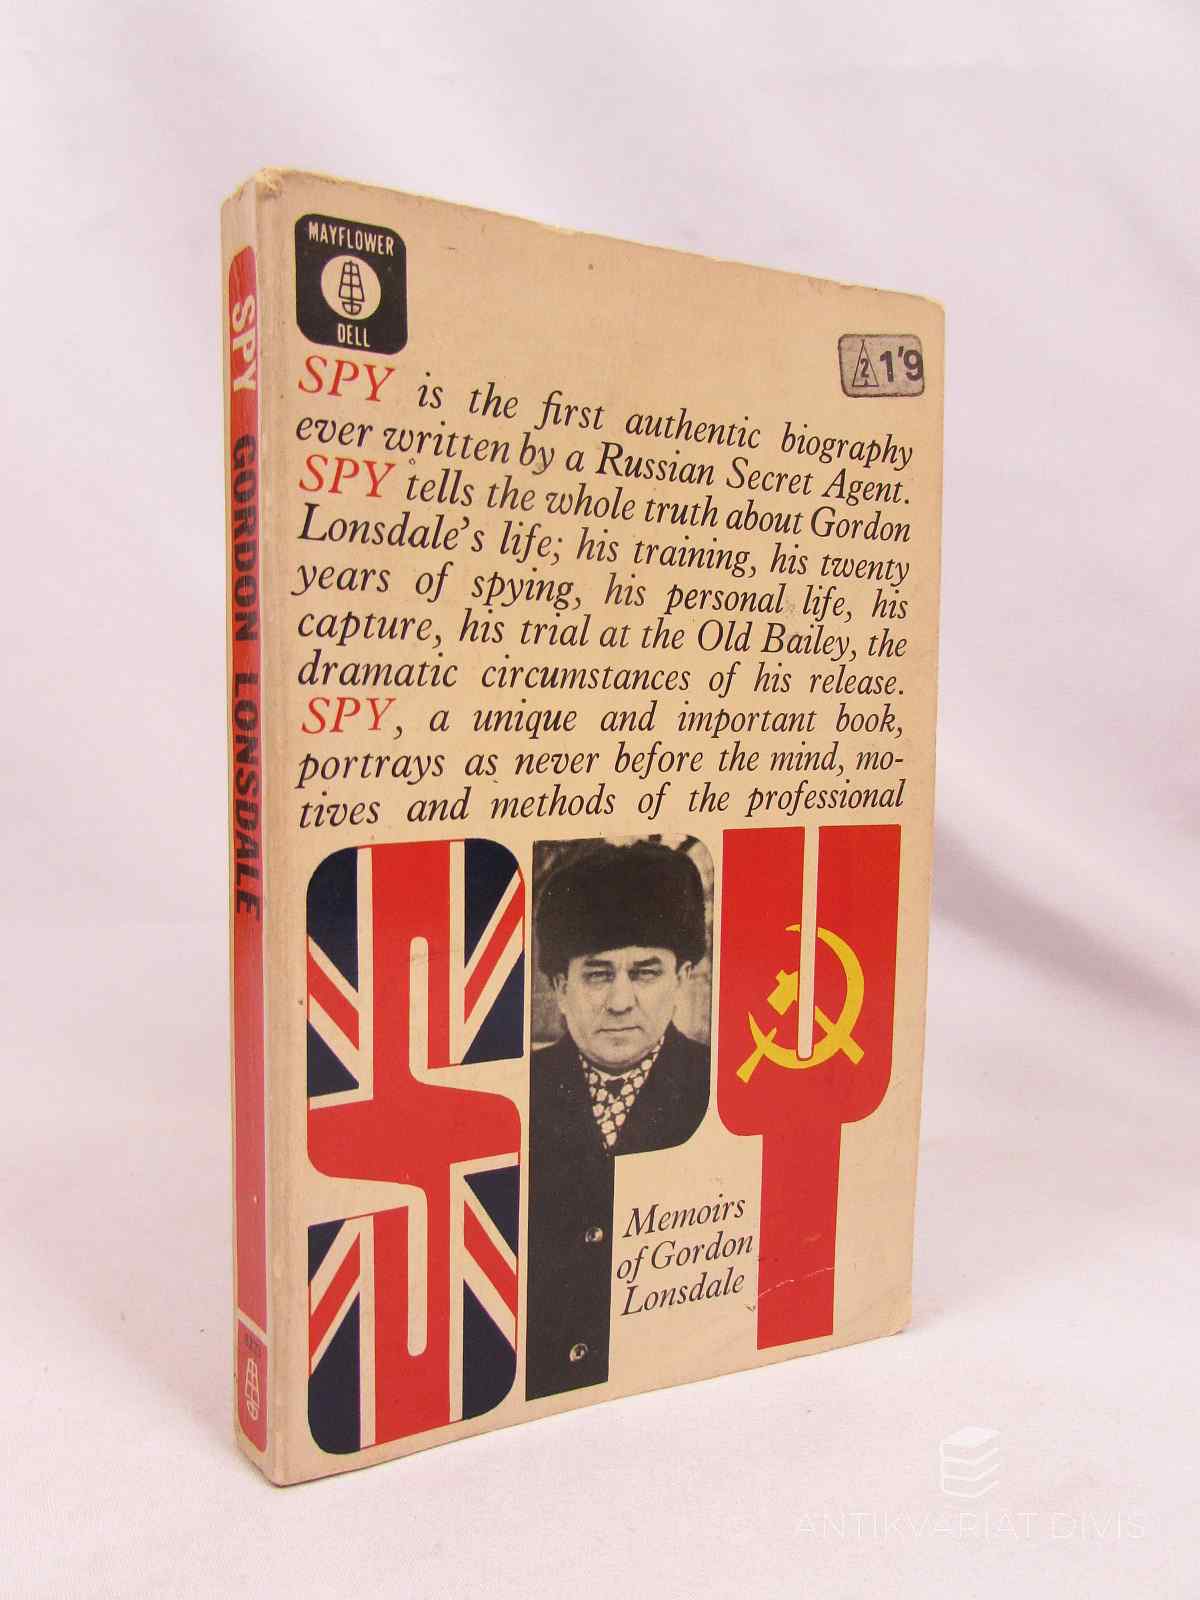 MAYFLOWER
DELL
2 1'9
SPY is the first authentic biography
ever written by a Russian Secret Agent.
SPY tells the whole truth about Gordon
Lonsdale's life; his training, his twenty
years of spying, his personal life, his
capture, his trial at the Old Bailey, the
dramatic circumstances of his release.
SPY, a unique and important book,
portrays as never before the mind, mo-
tives and methods of the professional
SPY
Memoirs
of Gordon
Lonsdale
SPY GORDON LONSDALE
ANTIKVARIAT DIVIS